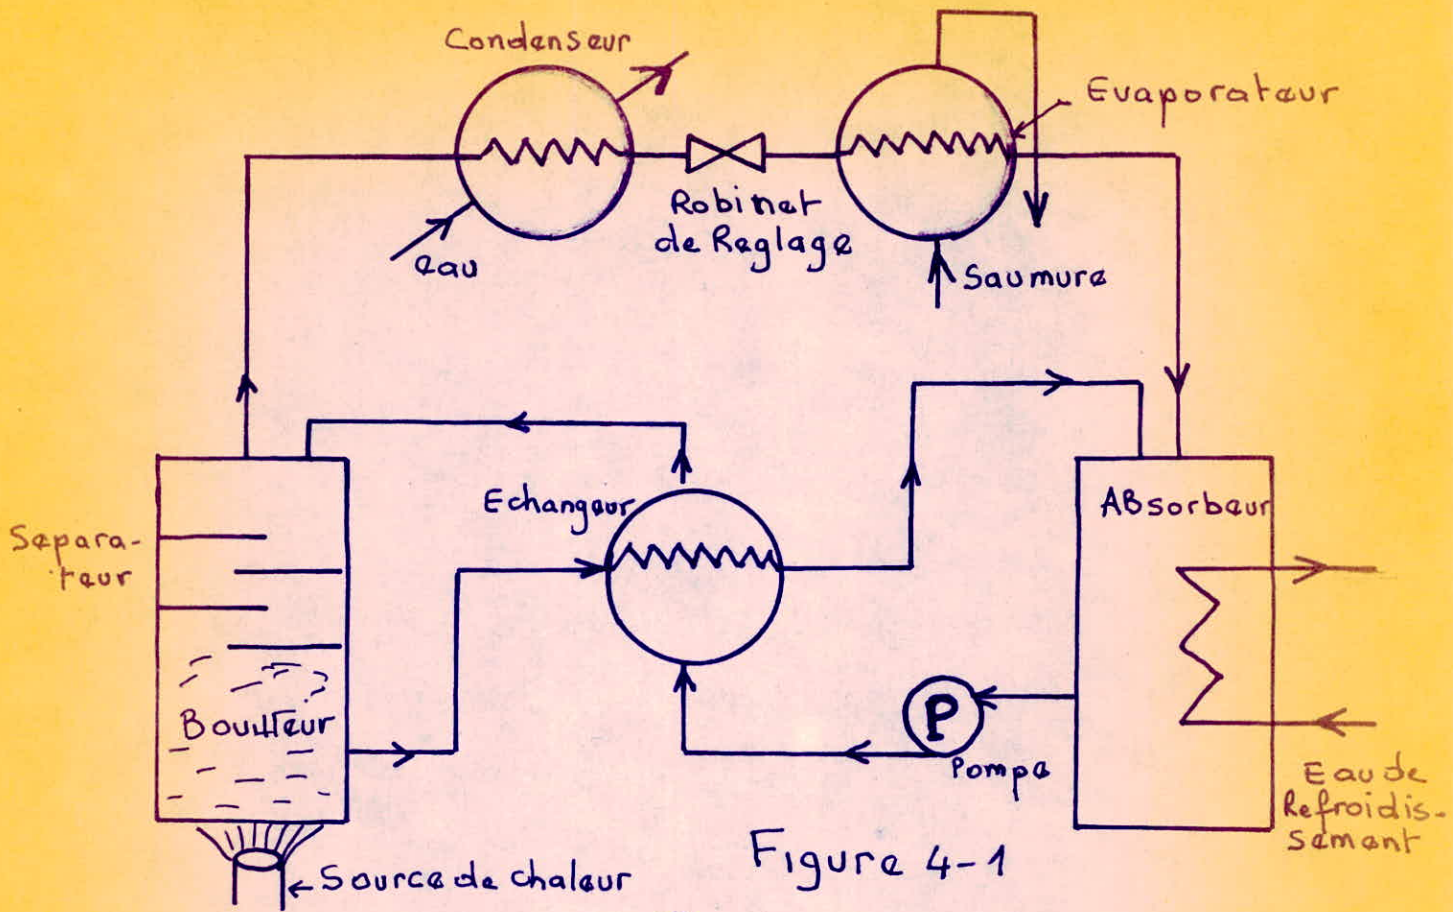 Condenseur
Evaporateur
Robinet
de Reglage
eau
Saumure
Echangeur
ABsorbeur
Separa-
teur
Bouilleur
P
Pompe
Eau de
Refroidis-
sement
Figure 4-1
Source de chaleur